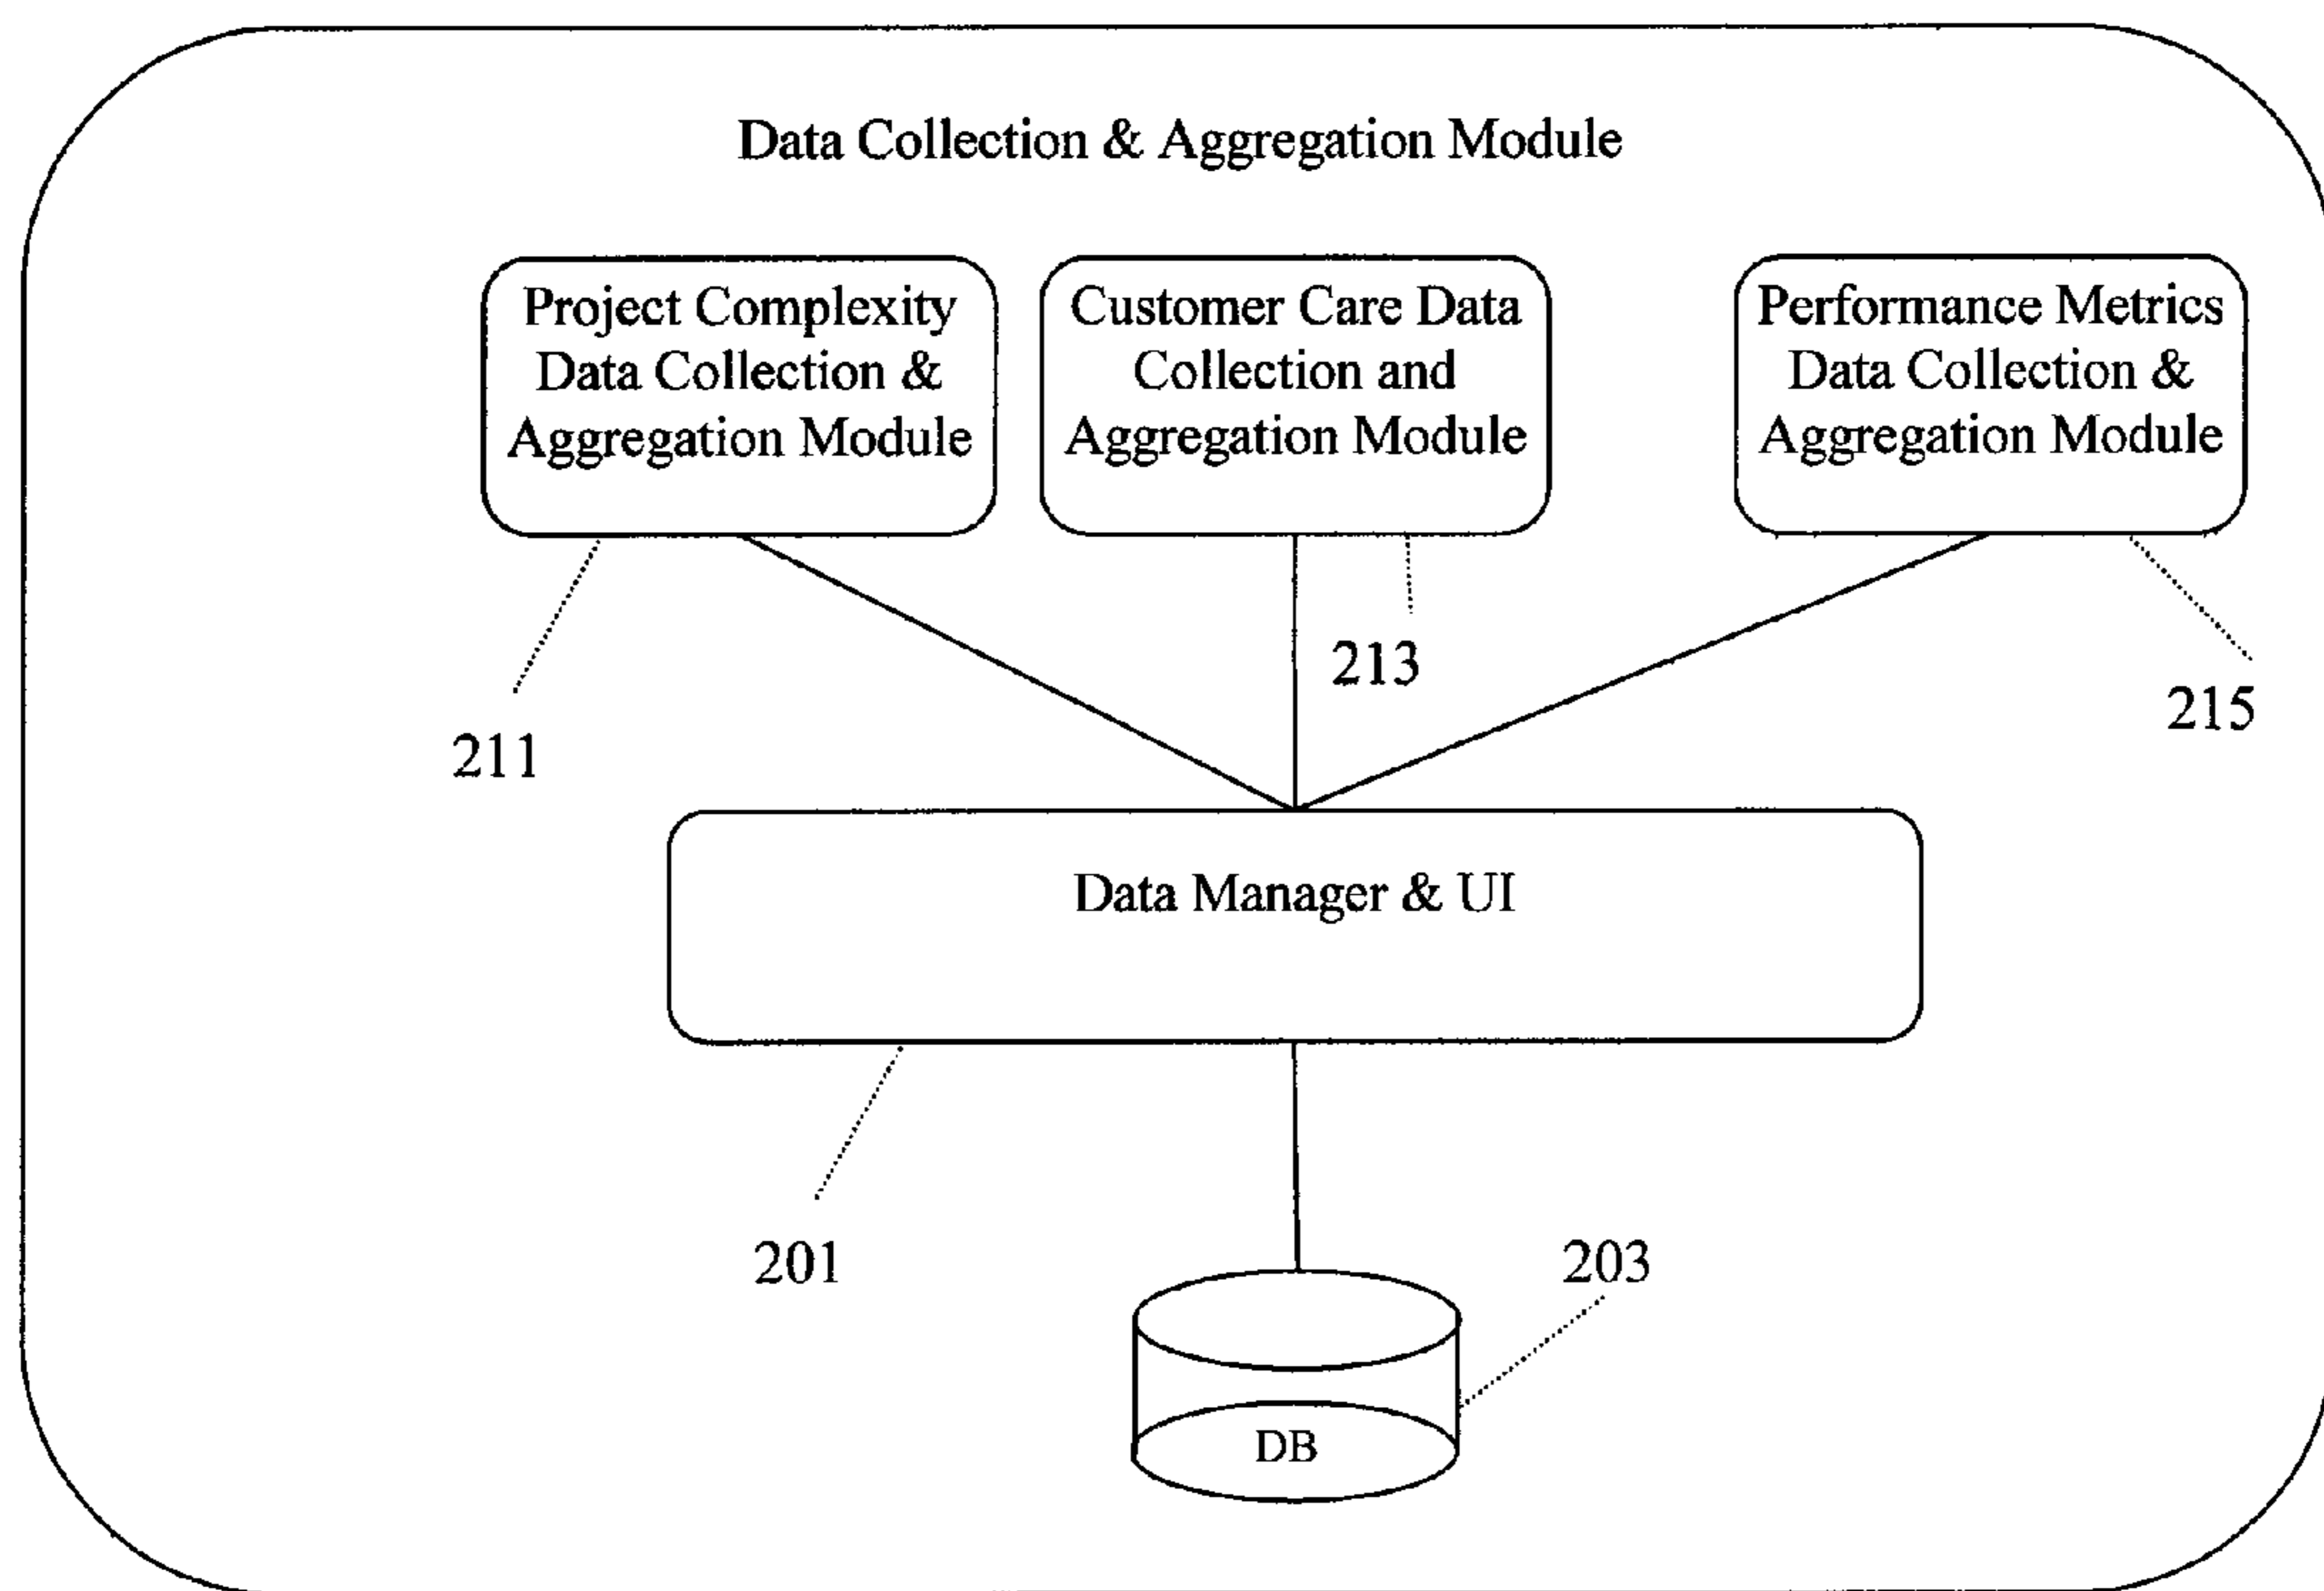 Data Collection & Aggregation Module
Project Complexity
Data Collection &
Aggregation Module
Customer Care Data
Collection and
Aggregation Module
Performance Metrics
Data Collection &
Aggregation Module
213
215
211
Data Manager & UI
201
203
DB